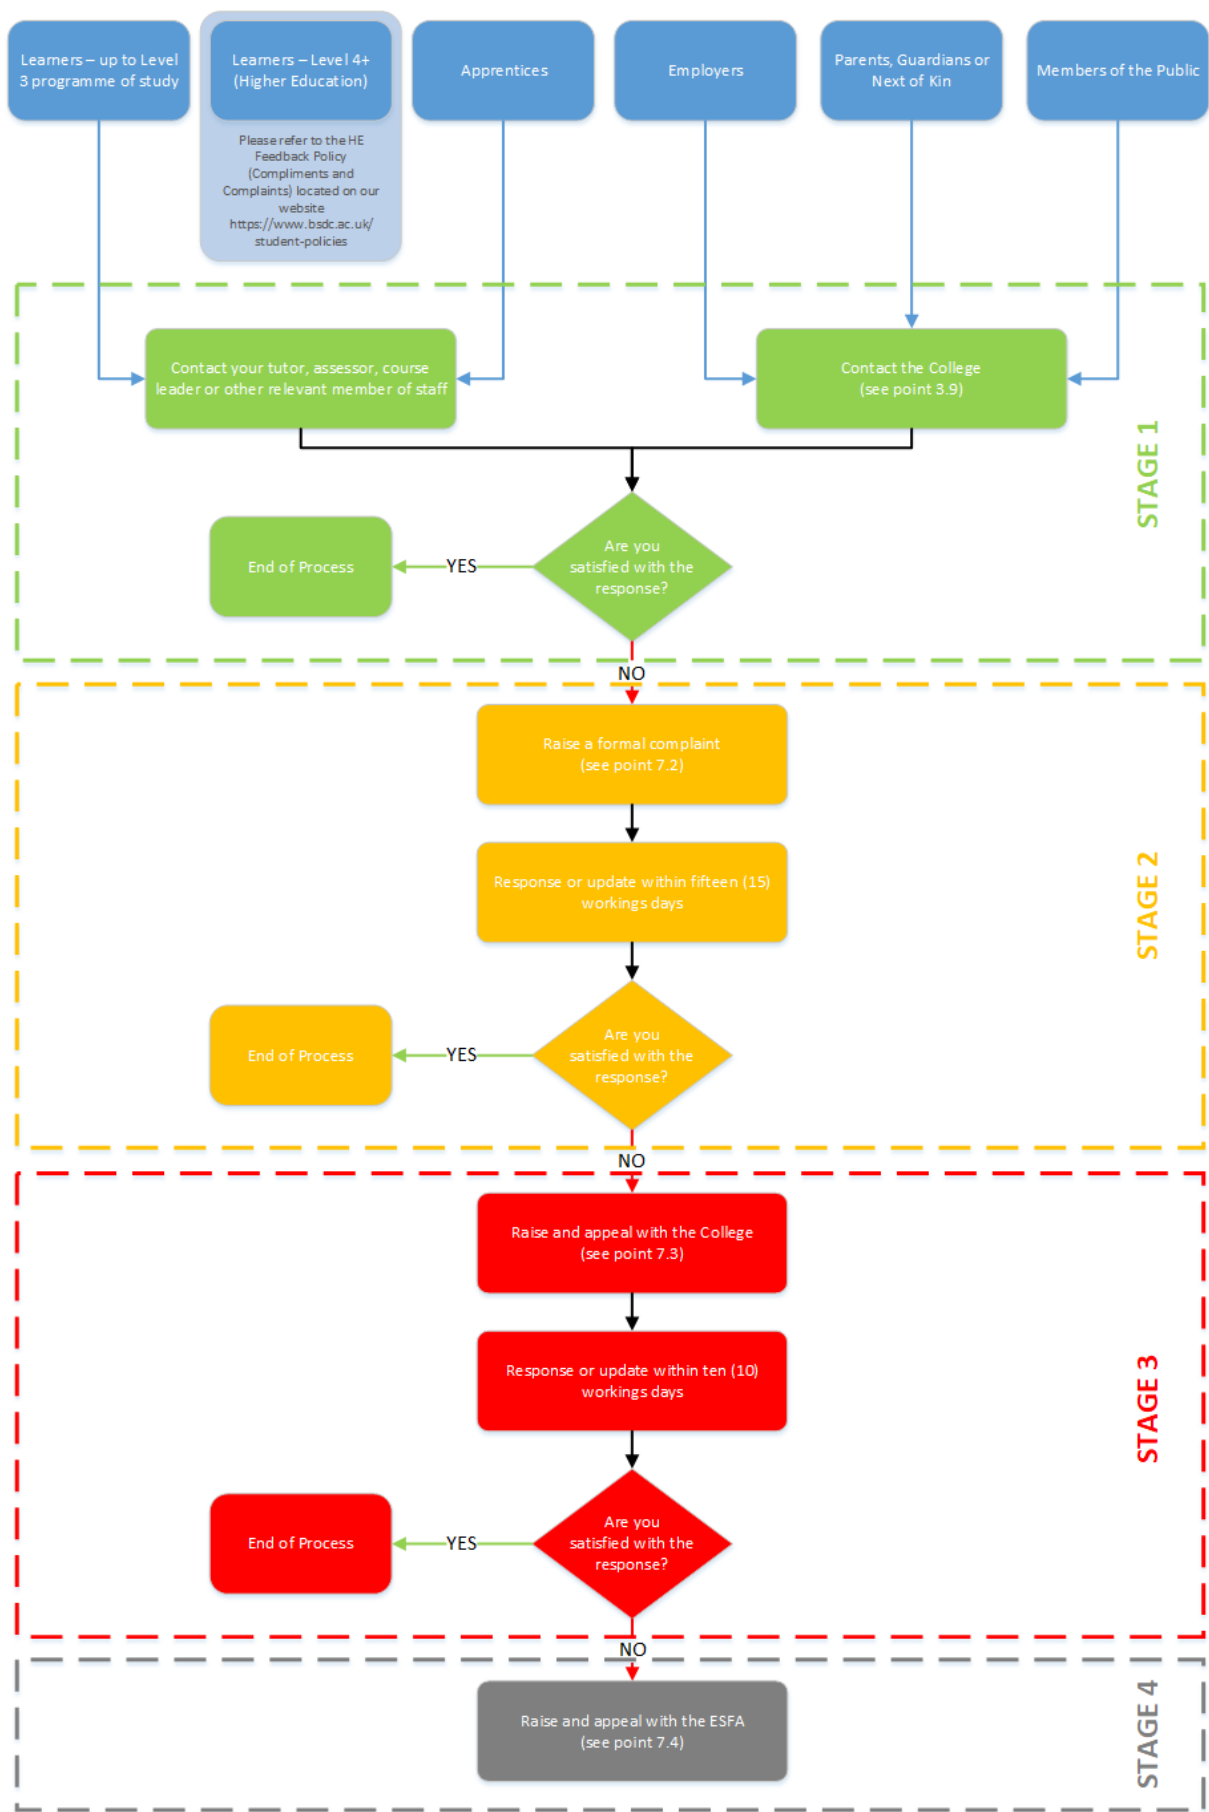 Learners – up to Level
3 programme of study
Learners – Level 4+
(Higher Education)
Please refer to the HE
Feedback Policy
(Compliments and
Complaints) located on our
website
https://www.bsdc.ac.uk/
student-policies
Apprentices
Employers
Parents, Guardians or
Next of Kin
Members of the Public
Contact your tutor, assessor, course
leader or other relevant member of staff
Contact the College
(see point 3.9)
STAGE 1
Are you
satisfied with the
response?
YES
End of Process
NO
Raise a formal complaint
(see point 7.2)
Response or update within fifteen (15)
workings days
STAGE 2
Are you
satisfied with the
response?
YES
End of Process
NO
Raise and appeal with the College
(see point 7.3)
Response or update within ten (10)
workings days
STAGE 3
Are you
satisfied with the
response?
YES
End of Process
NO
Raise and appeal with the ESFA
(see point 7.4)
STAGE 4